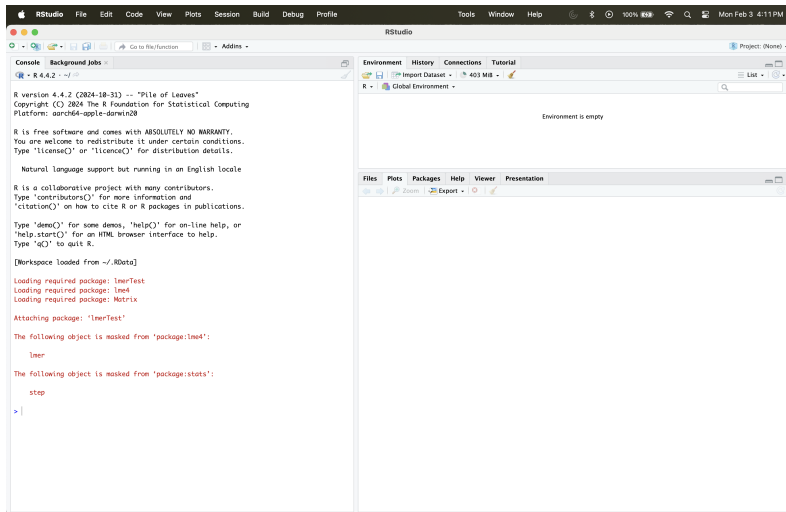 RStudio File Edit Code View Plots Session Build Debug Profile Tools Window Help 100% Mon Feb 3 4:11 PM
RStudio
Go to file/function Addins Project: (None)
Console Background Jobs
R 4.4.2 · ~/
R version 4.4.2 (2024-10-31) -- "Pile of Leaves"
Copyright (C) 2024 The R Foundation for Statistical Computing
Platform: aarch64-apple-darwin20
R is free software and comes with ABSOLUTELY NO WARRANTY.
You are welcome to redistribute it under certain conditions.
Type 'license()' or 'licence()' for distribution details.
Natural language support but running in an English locale
R is a collaborative project with many contributors.
Type 'contributors()' for more information and
'citation()' on how to cite R or R packages in publications.
Type 'demo()' for some demos, 'help()' for on-line help, or
'help.start()' for an HTML browser interface to help.
Type 'q()' to quit R.
[Workspace loaded from ~/.RData]
Loading required package: lmerTest
Loading required package: lme4
Loading required package: Matrix
Attaching package: 'lmerTest'
The following object is masked from 'package:lme4':
lmer
The following object is masked from 'package:stats':
step
>
Environment History Connections Tutorial
Import Dataset 403 MiB List
R Global Environment
Environment is empty
Files Plots Packages Help Viewer Presentation
Zoom Export